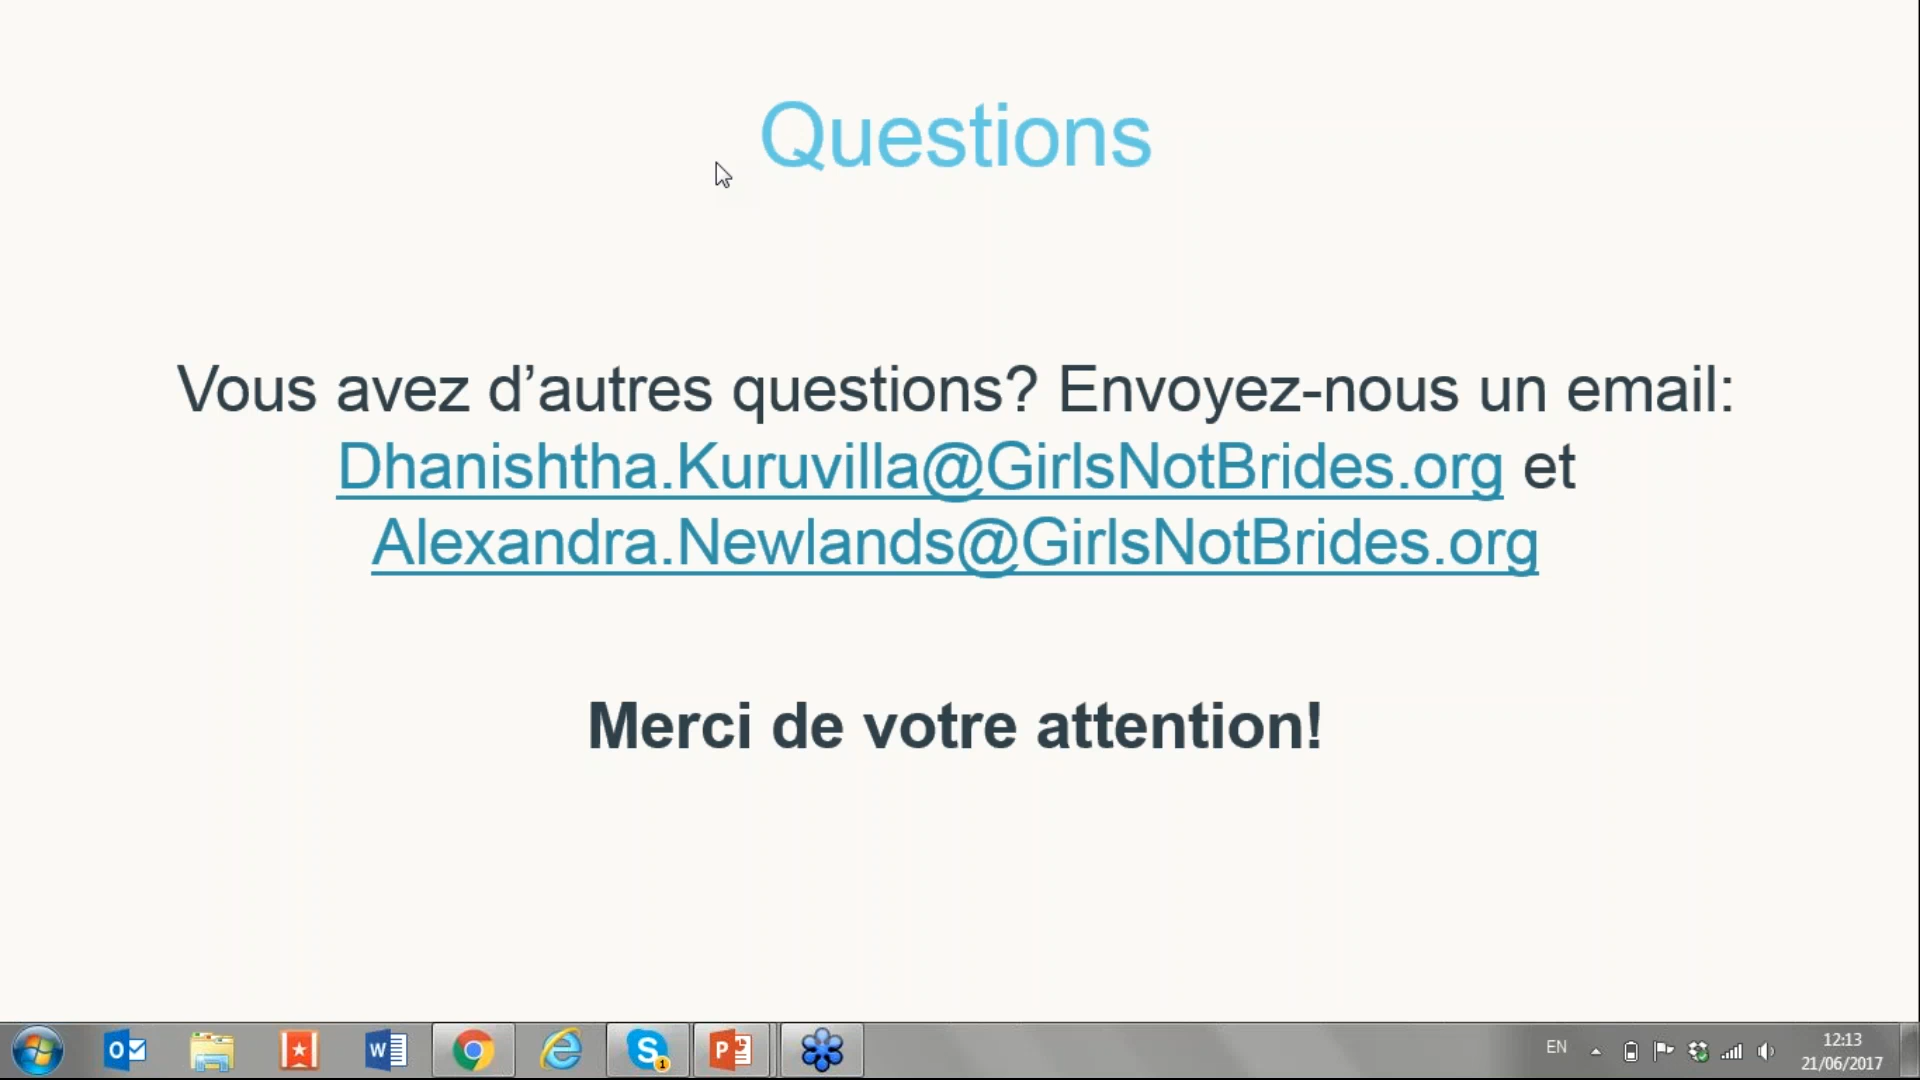 Questions
Vous avez d’autres questions? Envoyez-nous un email:
Dhanishtha.Kuruvilla@GirlsNotBrides.org et
Alexandra.Newlands@GirlsNotBrides.org
Merci de votre attention!
EN
12:13
21/06/2017